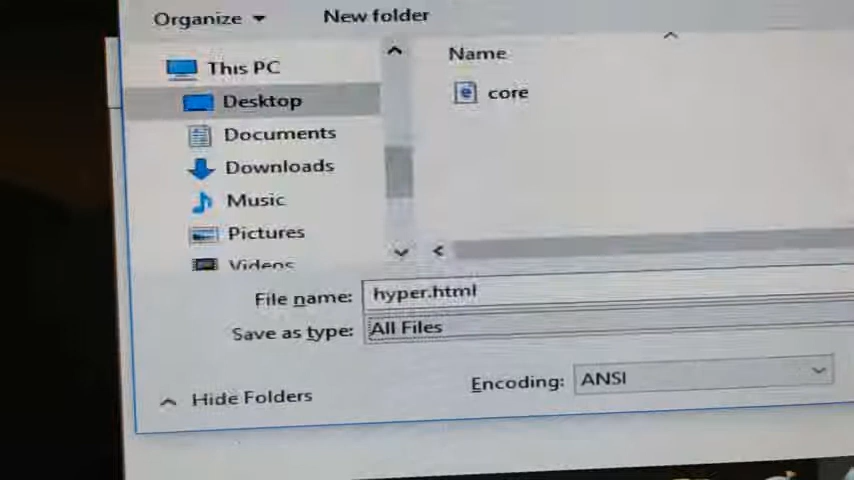 Organize New folder
This PC
Desktop
Documents
Downloads
Music
Pictures
Videos
Name
core
File name: hyper.html
Save as type: All Files
Hide Folders
Encoding: ANSI